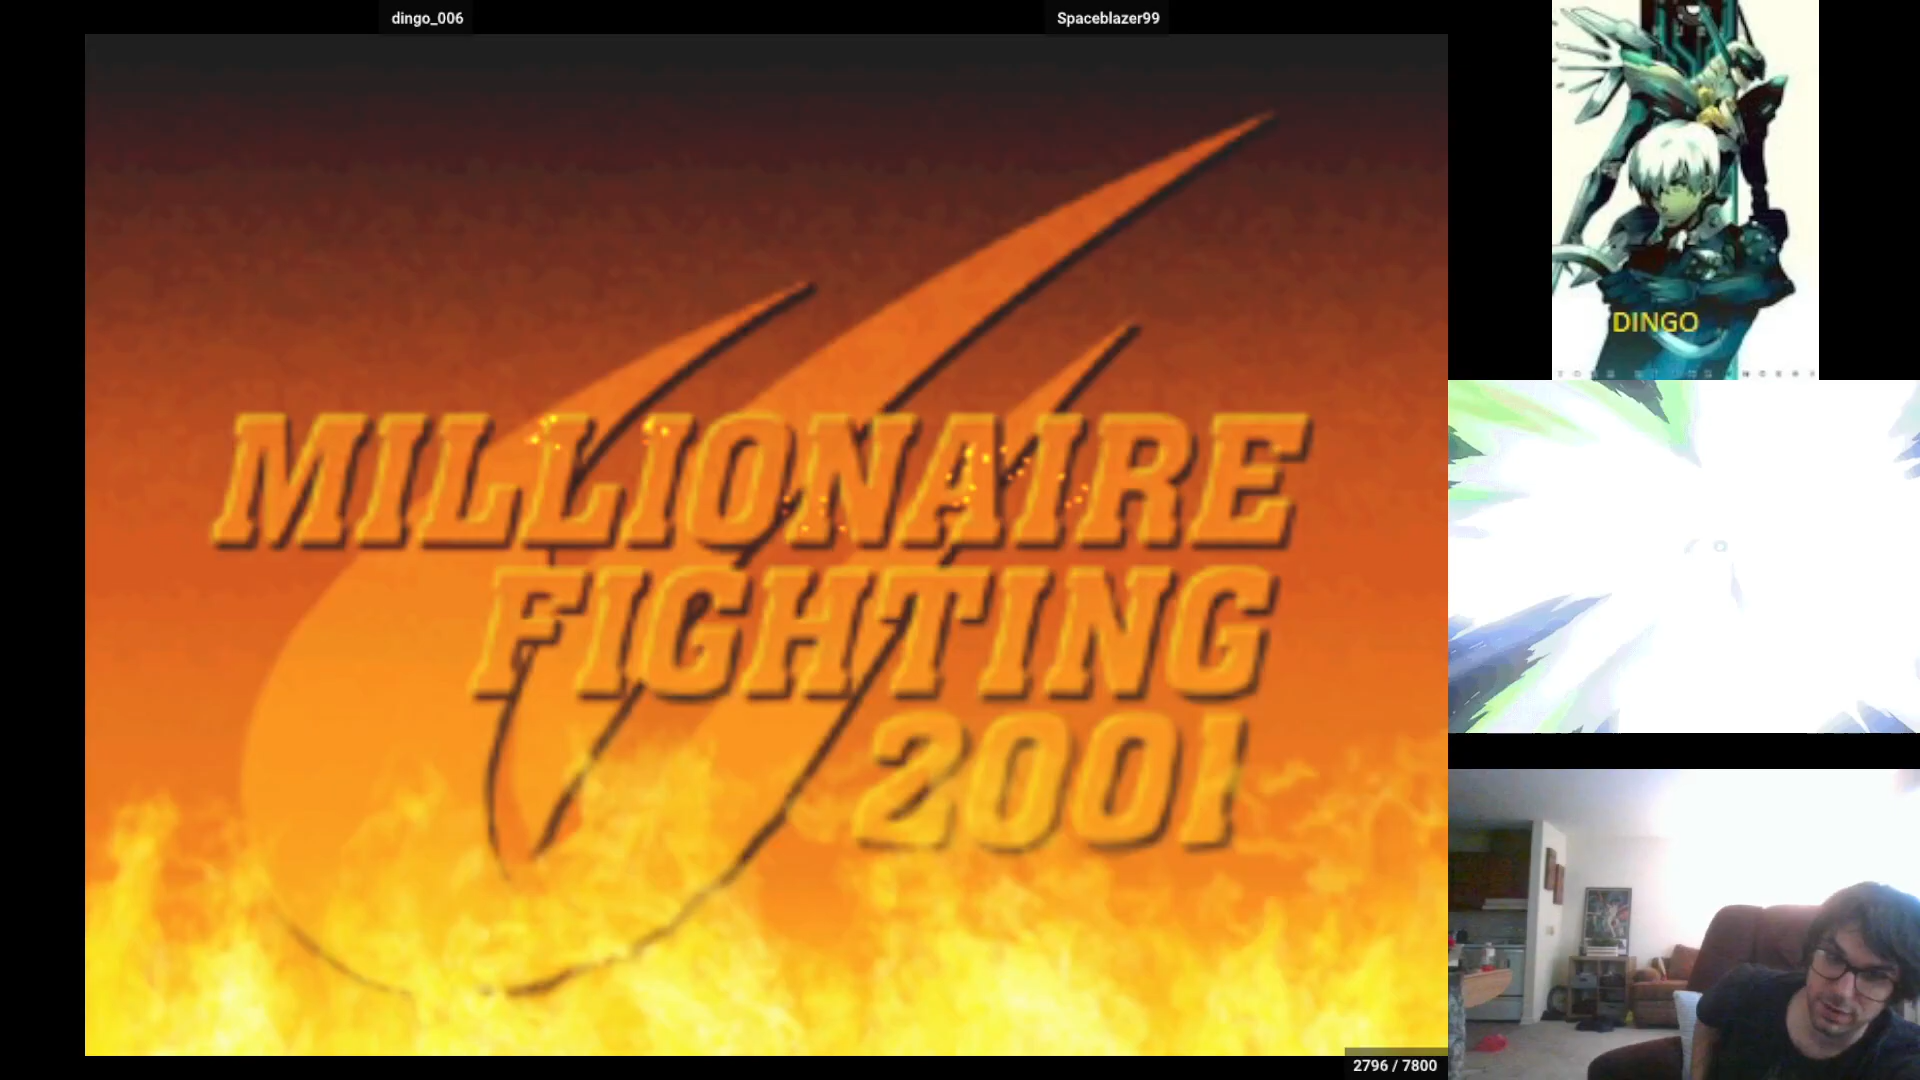 dingo_006
Spaceblazer99
MILLIONAIRE
FIGHTING
2001
DINGO
2796 / 7800